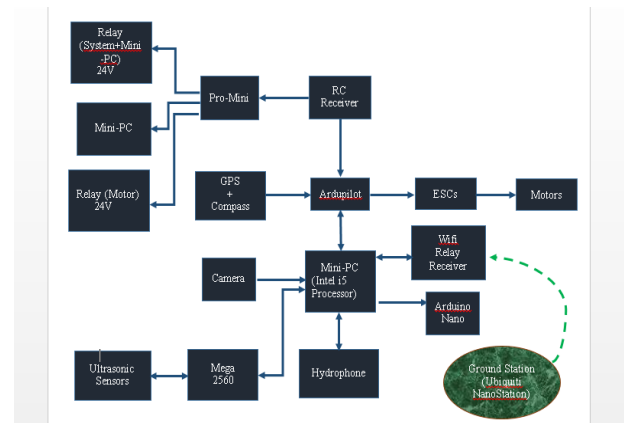 Relay
(System+Mini
-PC)
24V
Pro-Mini
RC
Receiver
Mini-PC
Relay (Motor)
24V
GPS
+
Compass
Ardupilot
ESCs
Motors
Wifi
Relay
Receiver
Camera
Mini-PC
(Intel i5
Processor)
Arduino
Nano
Ultrasonic
Sensors
Mega
2560
Hydrophone
Ground Station
(Ubiquiti
NanoStation)